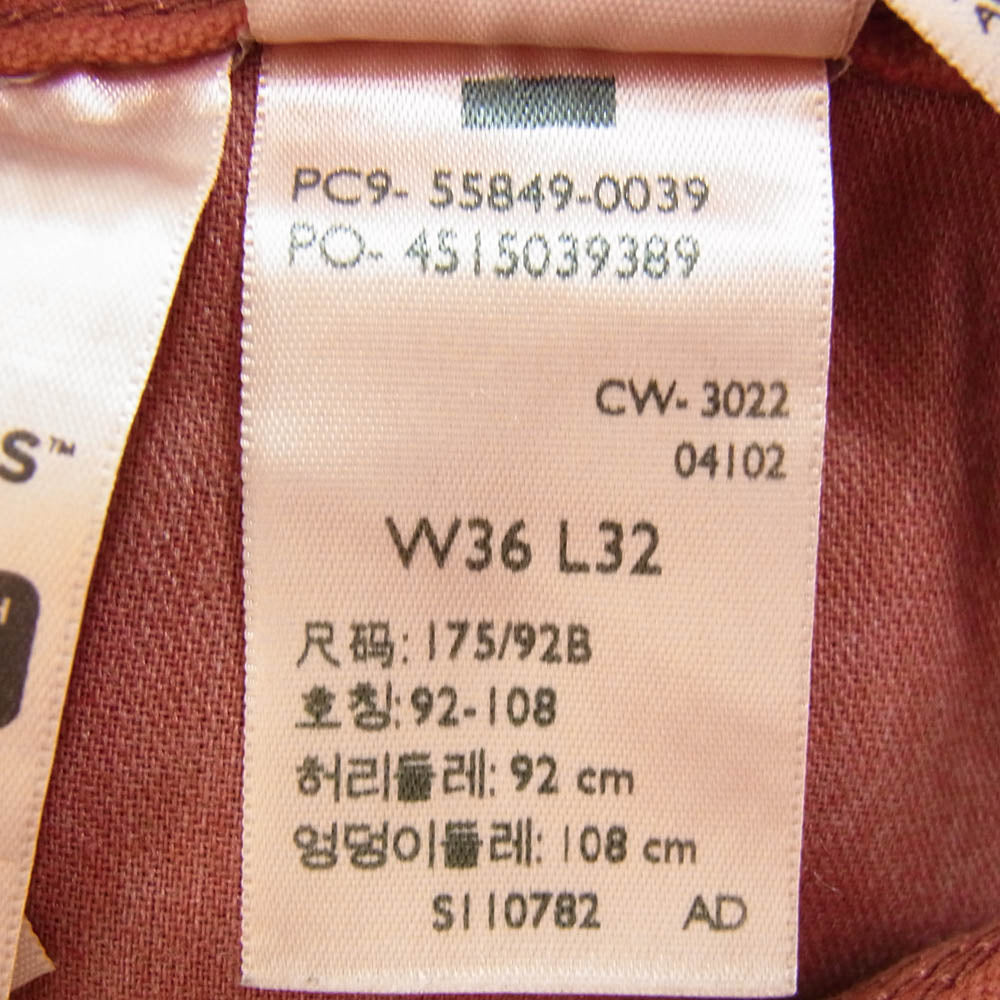 PC9- 55849-0039
PO- 4515039389
CW- 3022
04102
W36 L32
尺码: 175/92B
호칭: 92-108
허리둘레: 92 cm
엉덩이둘레: 108 cm
S110782 AD
S™